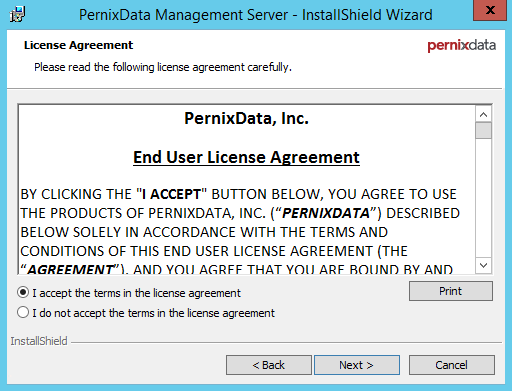 PernixData Management Server - InstallShield Wizard
License Agreement
pernixdata
Please read the following license agreement carefully.
PernixData, Inc.
End User License Agreement
BY CLICKING THE "I ACCEPT" BUTTON BELOW, YOU AGREE TO USE
THE PRODUCTS OF PERNIXDATA, INC. (“PERNIXDATA”) DESCRIBED
BELOW SOLELY IN ACCORDANCE WITH THE TERMS AND
CONDITIONS OF THIS END USER LICENSE AGREEMENT (THE
“AGREEMENT”), AND YOU AGREE THAT YOU ARE BOUND BY AND
I accept the terms in the license agreement
Print
I do not accept the terms in the license agreement
InstallShield
< Back
Next >
Cancel